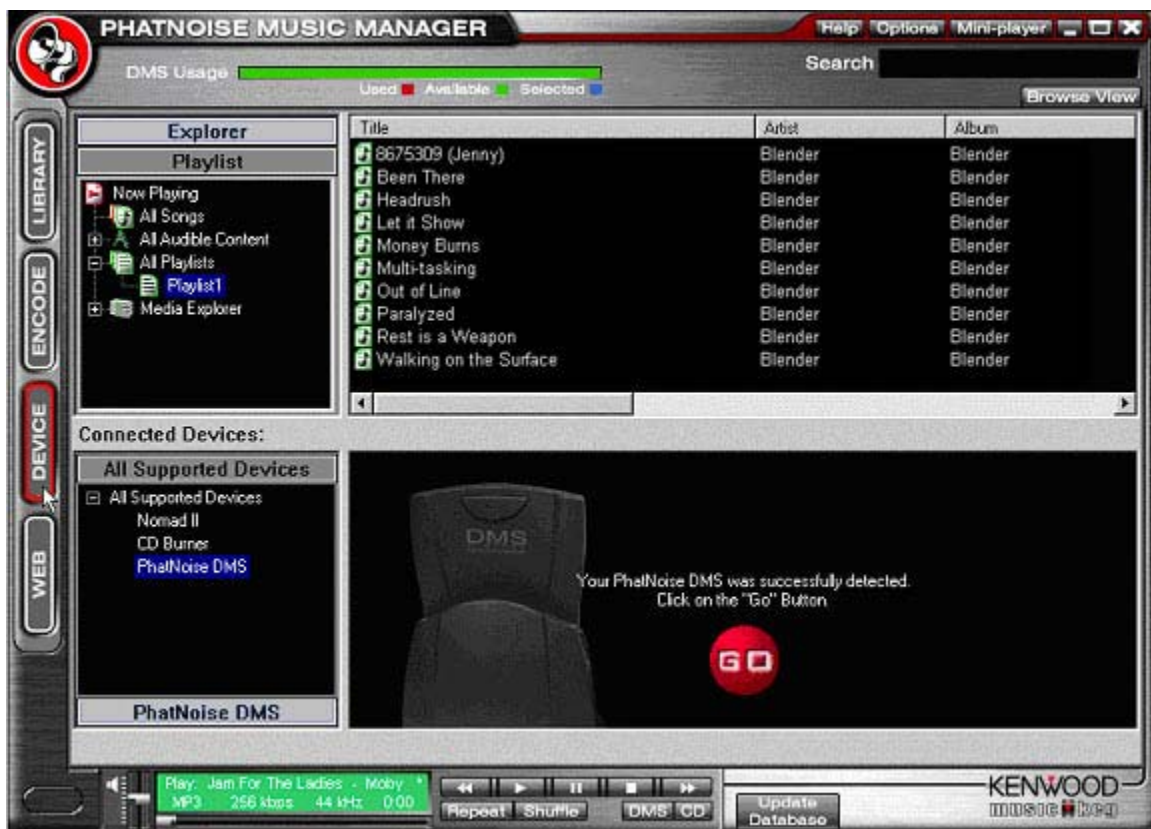 PHATNOISE MUSIC MANAGER
Help Options Mini-player
DMS Usage
Used Available Selected
Search
Browse View
LIBRARY
ENCODE
DEVICE
WEB
Explorer
Playlist
Now Playing
All Songs
All Audible Content
All Playlists
Playlist1
Media Explorer
Title Artist Album
8675309 (Jenny) Blender Blender
Been There Blender Blender
Headrush Blender Blender
Let it Show Blender Blender
Money Burns Blender Blender
Multi-tasking Blender Blender
Out of Line Blender Blender
Paralyzed Blender Blender
Rest is a Weapon Blender Blender
Walking on the Surface Blender Blender
Connected Devices:
All Supported Devices
All Supported Devices
Nomad II
CD Burner
PhatNoise DMS
PhatNoise DMS
DMS
Your PhatNoise DMS was successfully detected.
Click on the "Go" Button
GO
Play: Jam For The Ladies - Moby *
MP3 256 kbps 44 kHz 0:00
Repeat Shuffle DMS CD
Update
Database
KENWOOD
music keg